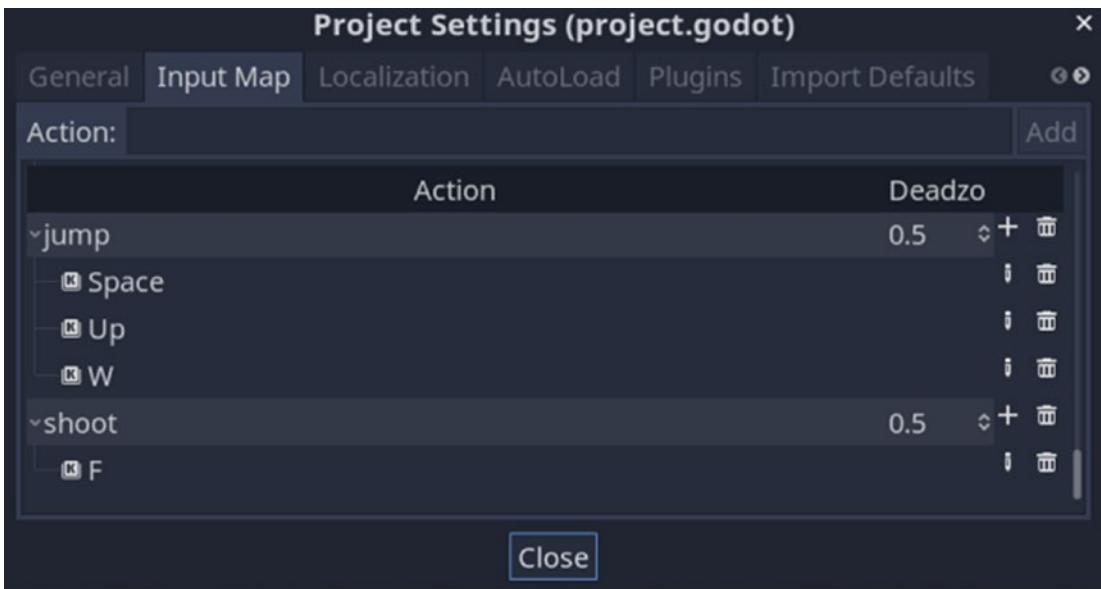 Project Settings (project.godot)
General Input Map Localization AutoLoad Plugins Import Defaults
Action: Add
Action Deadzo
jump 0.5
Space
Up
W
shoot 0.5
F
Close